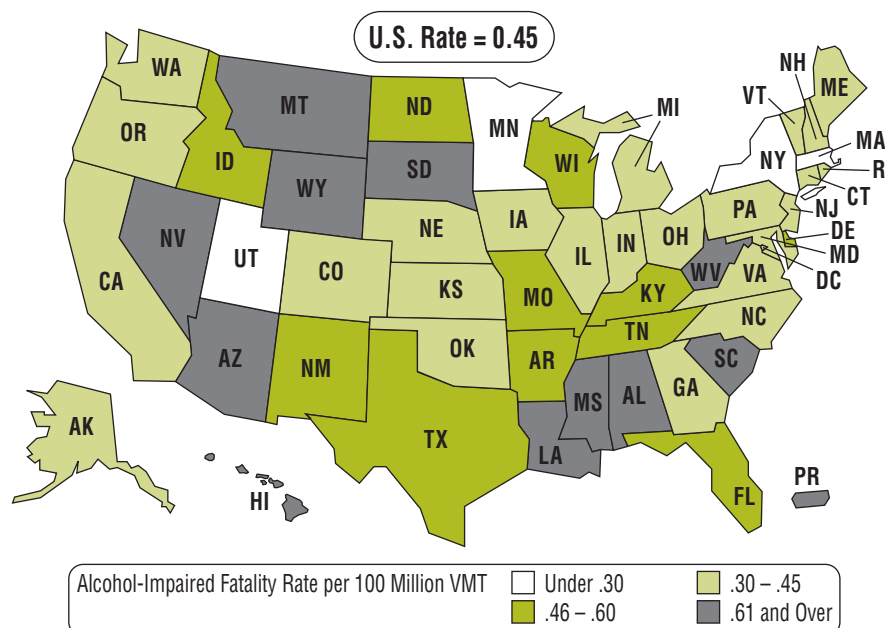 U.S. Rate = 0.45
WA
OR
CA
NV
ID
MT
WY
UT
AZ
CO
NM
ND
SD
NE
KS
OK
TX
MN
IA
MO
AR
LA
WI
IL
MI
IN
OH
KY
TN
MS
AL
GA
FL
SC
NC
VA
WV
PA
NY
VT
NH
ME
MA
R
CT
NJ
DE
MD
DC
AK
HI
PR
Alcohol-Impaired Fatality Rate per 100 Million VMT
Under .30
.30 – .45
.46 – .60
.61 and Over